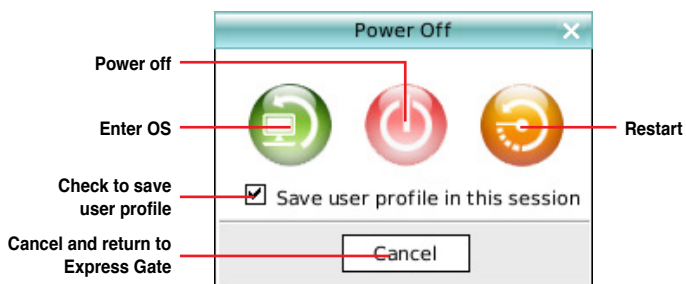 Power Off
Power off
Enter OS
Restart
Check to save
user profile
Save user profile in this session
Cancel and return to
Express Gate
Cancel